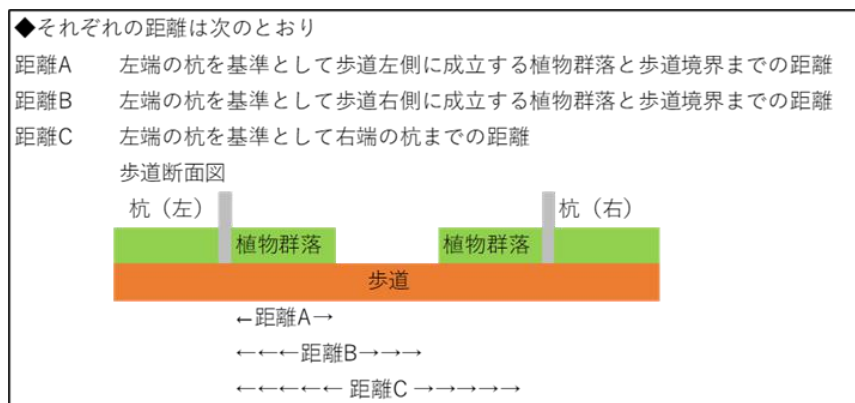 ◆それぞれの距離は次のとおり
距離A　左端の杭を基準として歩道左側に成立する植物群落と歩道境界までの距離
距離B　左端の杭を基準として歩道右側に成立する植物群落と歩道境界までの距離
距離C　左端の杭を基準として右端の杭までの距離
歩道断面図
杭（左）　杭（右）
植物群落　植物群落
歩道
←距離A→
←←←距離B→→→
←←←←← 距離C →→→→→